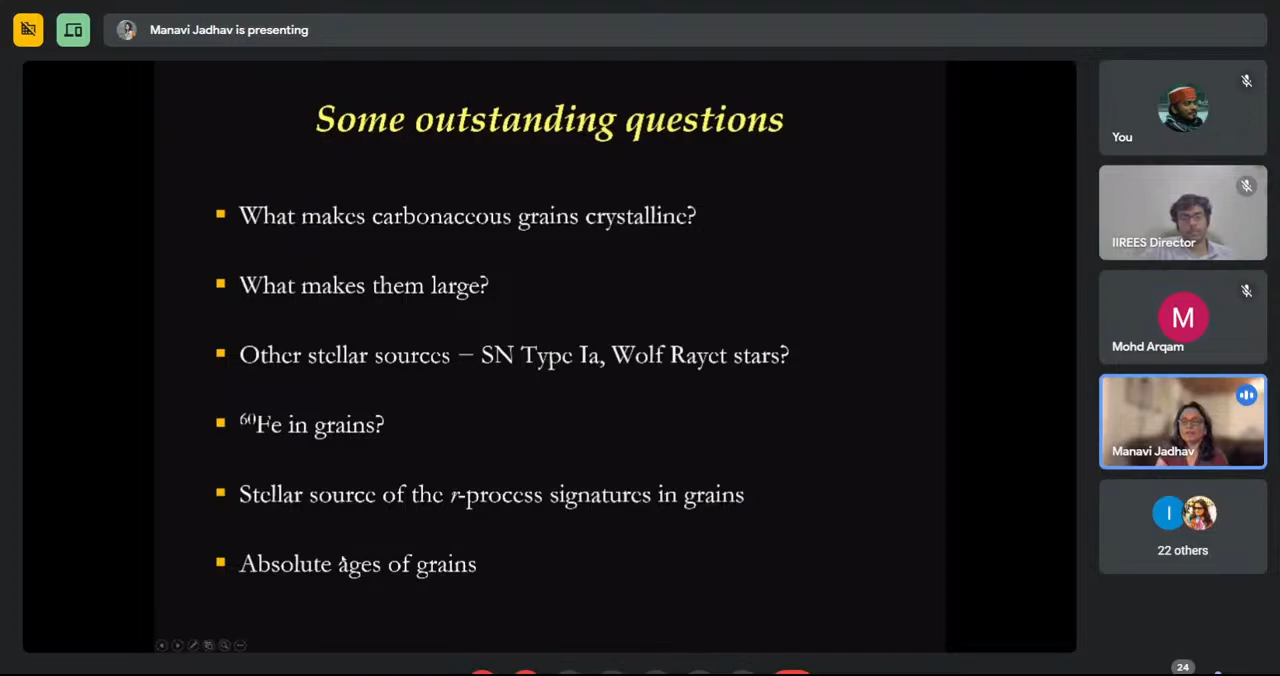 Manavi Jadhav is presenting
Some outstanding questions
What makes carbonaceous grains crystalline?
What makes them large?
Other stellar sources – SN Type Ia, Wolf Rayet stars?
⁶⁰Fe in grains?
Stellar source of the r-process signatures in grains
Absolute ages of grains
You
IIREES Director
M
Mohd Arqam
Manavi Jadhav
I
22 others
24